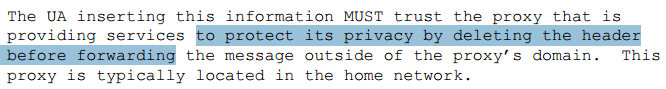 The UA inserting this information MUST trust the proxy that is
providing services to protect its privacy by deleting the header
before forwarding the message outside of the proxy's domain.  This
proxy is typically located in the home network.